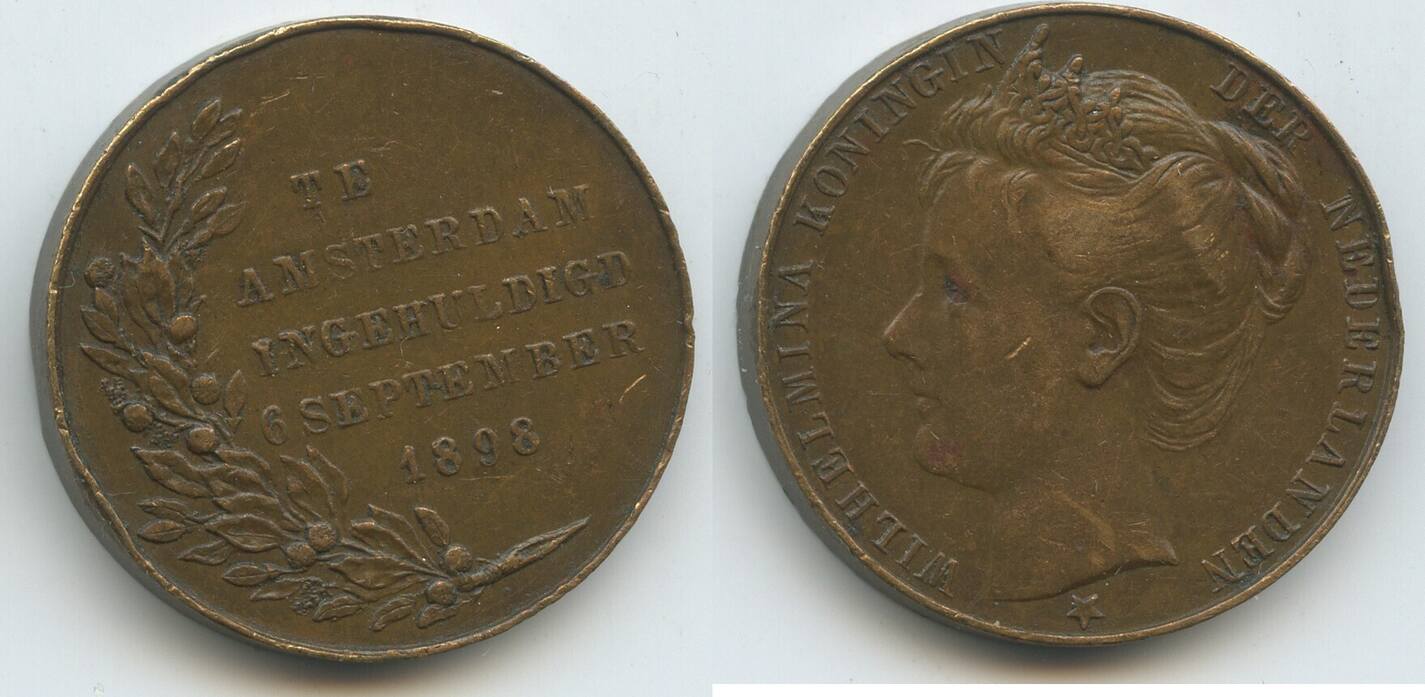 TE
AMSTERDAM
INGEHULDIGD
6 SEPTEMBER
1898
WILHELMINA KONINGIN DER NEDERLANDEN